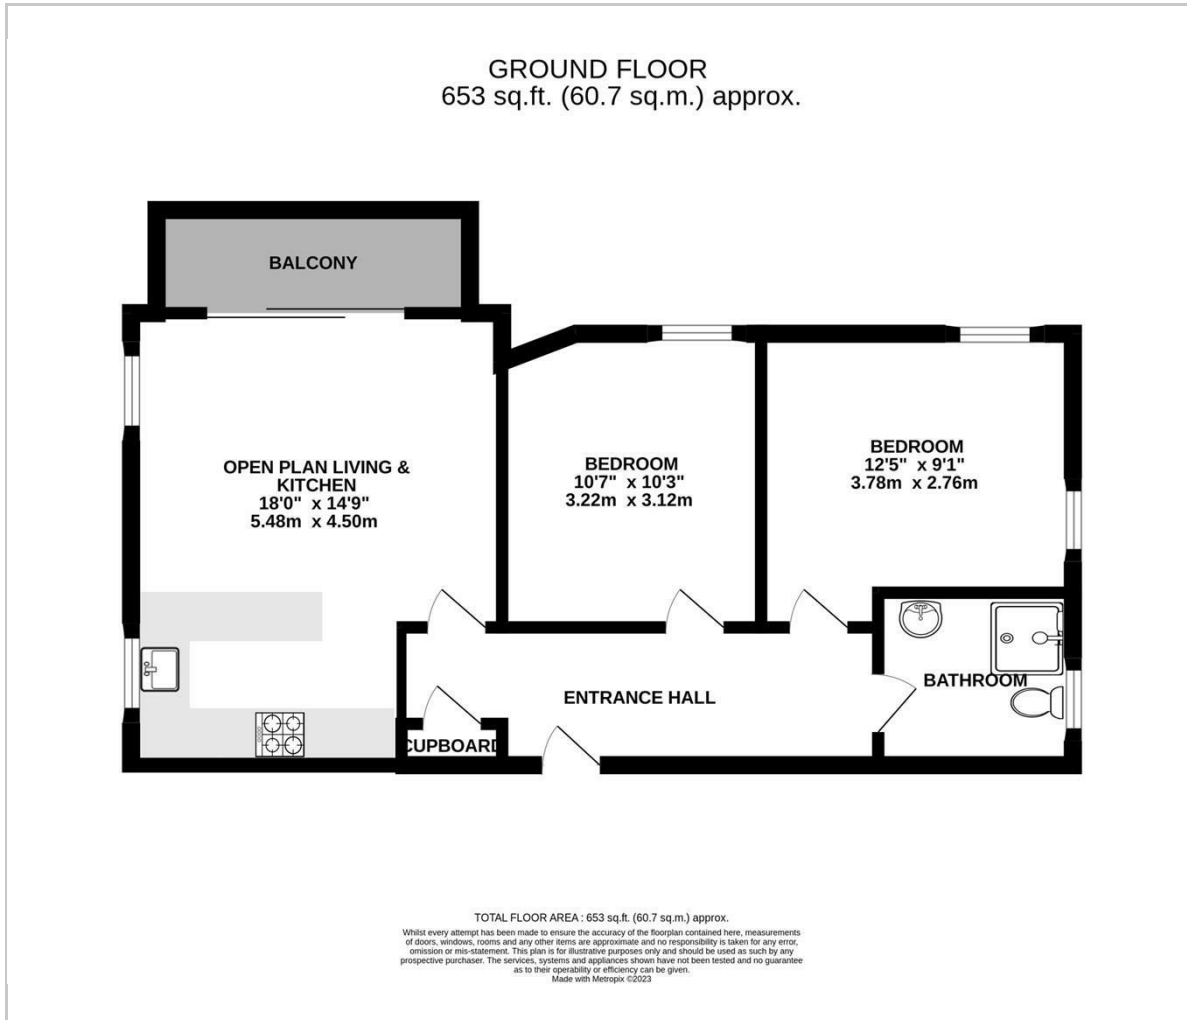 GROUND FLOOR
653 sq.ft. (60.7 sq.m.) approx.
BALCONY
OPEN PLAN LIVING &
KITCHEN
18'0" x 14'9"
5.48m x 4.50m
BEDROOM
10'7" x 10'3"
3.22m x 3.12m
BEDROOM
12'5" x 9'1"
3.78m x 2.76m
BATHROOM
ENTRANCE HALL
CUPBOARD
TOTAL FLOOR AREA : 653 sq.ft. (60.7 sq.m.) approx.
Whilst every attempt has been made to ensure the accuracy of the floorplan contained here, measurements
of doors, windows, rooms and any other items are approximate and no responsibility is taken for any error,
omission or mis-statement. This plan is for illustrative purposes only and should be used as such by any
prospective purchaser. The services, systems and appliances shown have not been tested and no guarantee
as to their operability or efficiency can be given.
Made with Metropix ©2023